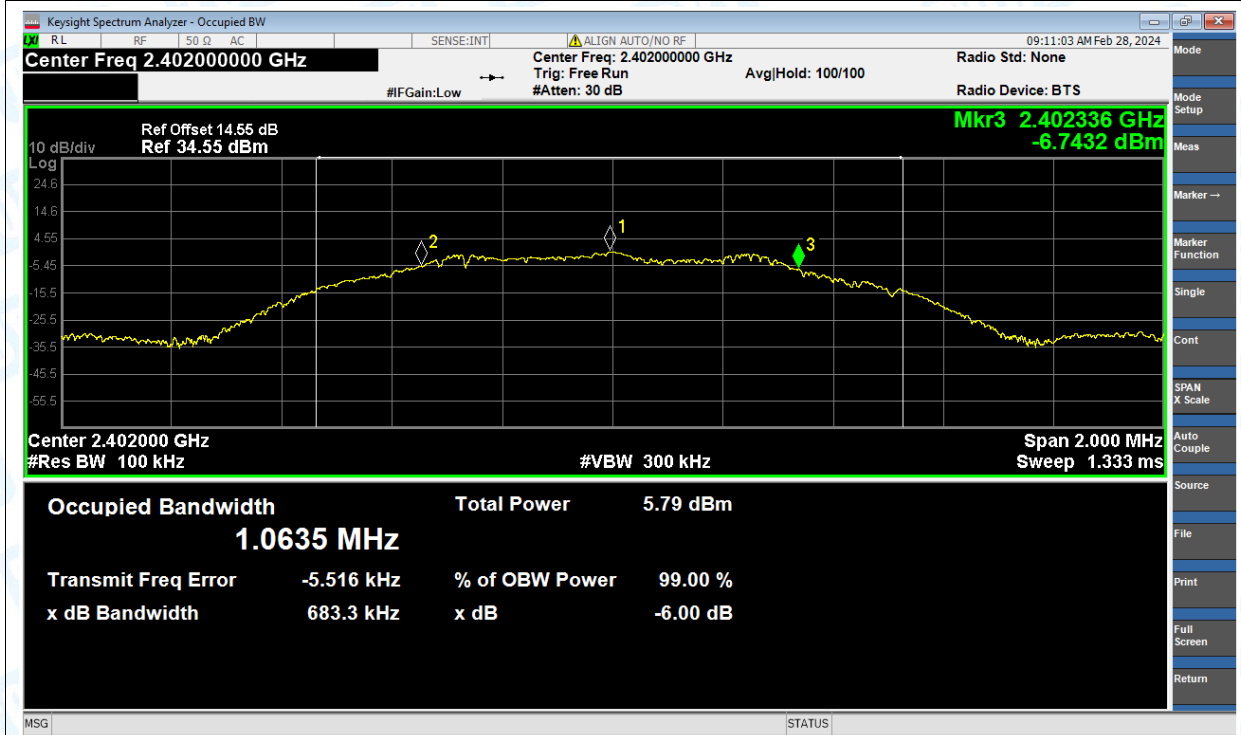 Keysight Spectrum Analyzer - Occupied BW
LXI RL RF 50 Ω AC SENSE:INT ALIGN AUTO/NO RF 09:11:03 AM Feb 28, 2024
Center Freq 2.402000000 GHz
Center Freq: 2.402000000 GHz
Radio Std: None
Trig: Free Run
Avg|Hold: 100/100
#IFGain:Low
#Atten: 30 dB
Radio Device: BTS
Ref Offset 14.55 dB
Mkr3 2.402336 GHz
10 dB/div
Ref 34.55 dBm
-6.7432 dBm
Log
24.6
14.6
4.55
-5.45
-15.5
-25.5
-35.5
-45.5
-55.5
2
1
3
Center 2.402000 GHz
Span 2.000 MHz
#Res BW 100 kHz
#VBW 300 kHz
Sweep 1.333 ms
Occupied Bandwidth
Total Power 5.79 dBm
1.0635 MHz
Transmit Freq Error -5.516 kHz
% of OBW Power 99.00 %
x dB Bandwidth 683.3 kHz
x dB -6.00 dB
MSG
STATUS
Mode
Mode
Setup
Meas
Marker →
Marker
Function
Single
Cont
SPAN
X Scale
Auto
Couple
Source
File
Print
Full
Screen
Return